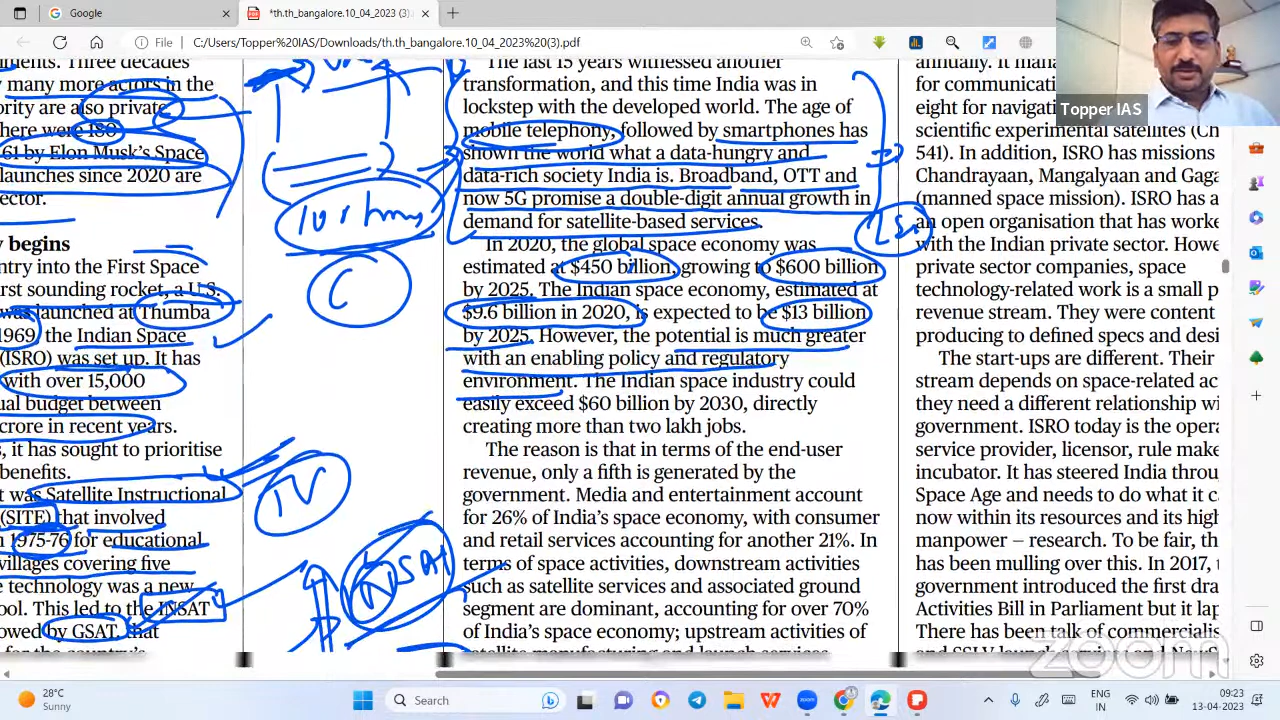 Google
*th.th_bangalore.10_04_2023 (3).pdf
File
C:/Users/Topper%20IAS/Downloads/th.th_bangalore.10_04_2023%20(3).pdf
Topper IAS
many more actors in the
ority are also private
here were ISO
61 by Elon Musk's Space
launches since 2020 are
ector.
y begins
ntry into the First Space
irst sounding rocket, a U.S.
was launched at Thumba
1969, the Indian Space
(ISRO) was set up. It has
with over 15,000
ual budget between
crore in recent years.
s, it has sought to prioritise
benefits.
t was Satellite Instructional
(SITE) that involved
n 1975-76 for educational
villages covering five
e technology was a new
ool. This led to the INSAT
owed by GSAT, that
TV
The last 15 years witnessed another
transformation, and this time India was in
lockstep with the developed world. The age of
mobile telephony, followed by smartphones has
shown the world what a data-hungry and
data-rich society India is. Broadband, OTT and
now 5G promise a double-digit annual growth in
demand for satellite-based services.
In 2020, the global space economy was
estimated at $450 billion, growing to $600 billion
by 2025. The Indian space economy, estimated at
$9.6 billion in 2020, is expected to be $13 billion
by 2025. However, the potential is much greater
with an enabling policy and regulatory
environment. The Indian space industry could
easily exceed $60 billion by 2030, directly
creating more than two lakh jobs.
The reason is that in terms of the end-user
revenue, only a fifth is generated by the
government. Media and entertainment account
for 26% of India's space economy, with consumer
and retail services accounting for another 21%. In
terms of space activities, downstream activities
such as satellite services and associated ground
segment are dominant, accounting for over 70%
of India's space economy; upstream activities of
satellite manufacturing and launch services
annually. It mana
for communicatio
eight for navigati
scientific experimental satellites (Ch
541). In addition, ISRO has missions
Chandrayaan, Mangalyaan and Gaga
(manned space mission). ISRO has a
an open organisation that has worke
with the Indian private sector. Howe
private sector companies, space
technology-related work is a small p
revenue stream. They were content
producing to defined specs and desi
The start-ups are different. Their
stream depends on space-related ac
they need a different relationship wi
government. ISRO today is the opera
service provider, licensor, rule make
incubator. It has steered India throu
Space Age and needs to do what it c
now within its resources and its high
manpower – research. To be fair, th
has been mulling over this. In 2017, t
government introduced the first dra
Activities Bill in Parliament but it lap
There has been talk of commercialis
zoom
28°C
Sunny
Search
ENG
IN
09:23
13-04-2023